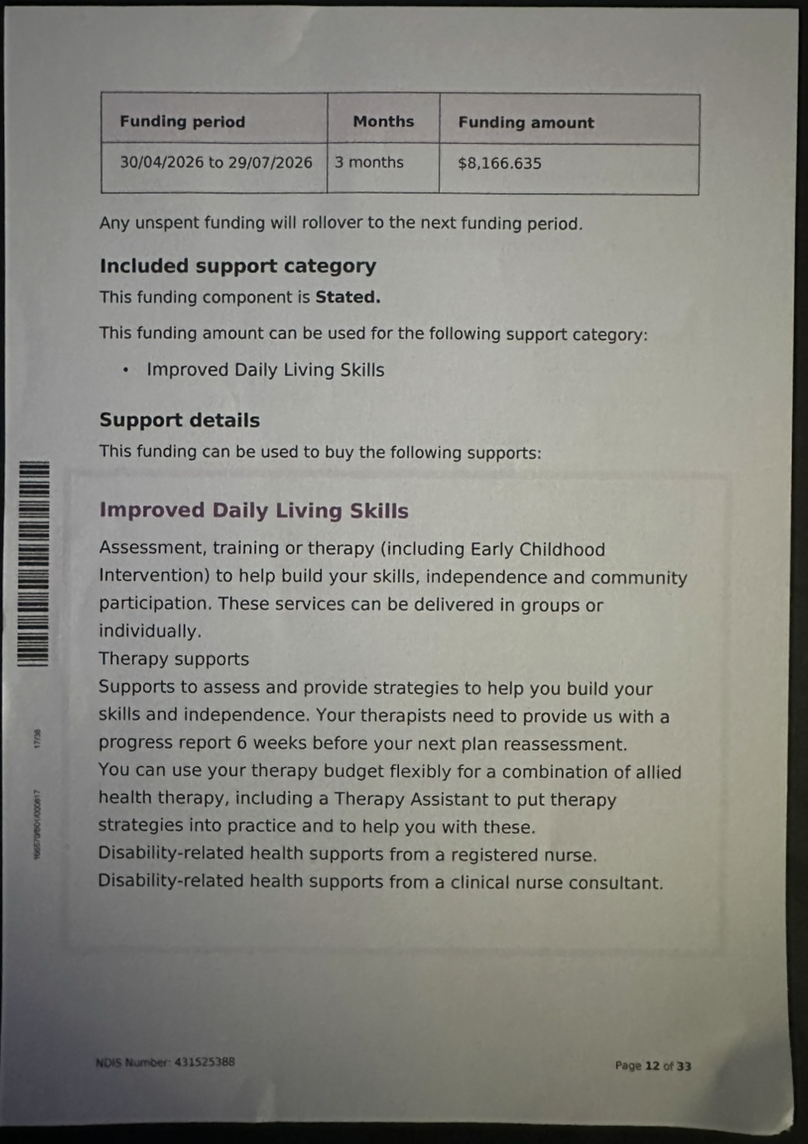 Funding period Months Funding amount
30/04/2026 to 29/07/2026 3 months $8,166.635
Any unspent funding will rollover to the next funding period.
Included support category
This funding component is Stated.
This funding amount can be used for the following support category:
• Improved Daily Living Skills
Support details
This funding can be used to buy the following supports:
Improved Daily Living Skills
Assessment, training or therapy (including Early Childhood
Intervention) to help build your skills, independence and community
participation. These services can be delivered in groups or
individually.
Therapy supports
Supports to assess and provide strategies to help you build your
skills and independence. Your therapists need to provide us with a
progress report 6 weeks before your next plan reassessment.
You can use your therapy budget flexibly for a combination of allied
health therapy, including a Therapy Assistant to put therapy
strategies into practice and to help you with these.
Disability-related health supports from a registered nurse.
Disability-related health supports from a clinical nurse consultant.
17/38
NDIS Number: 431525388 Page 12 of 33